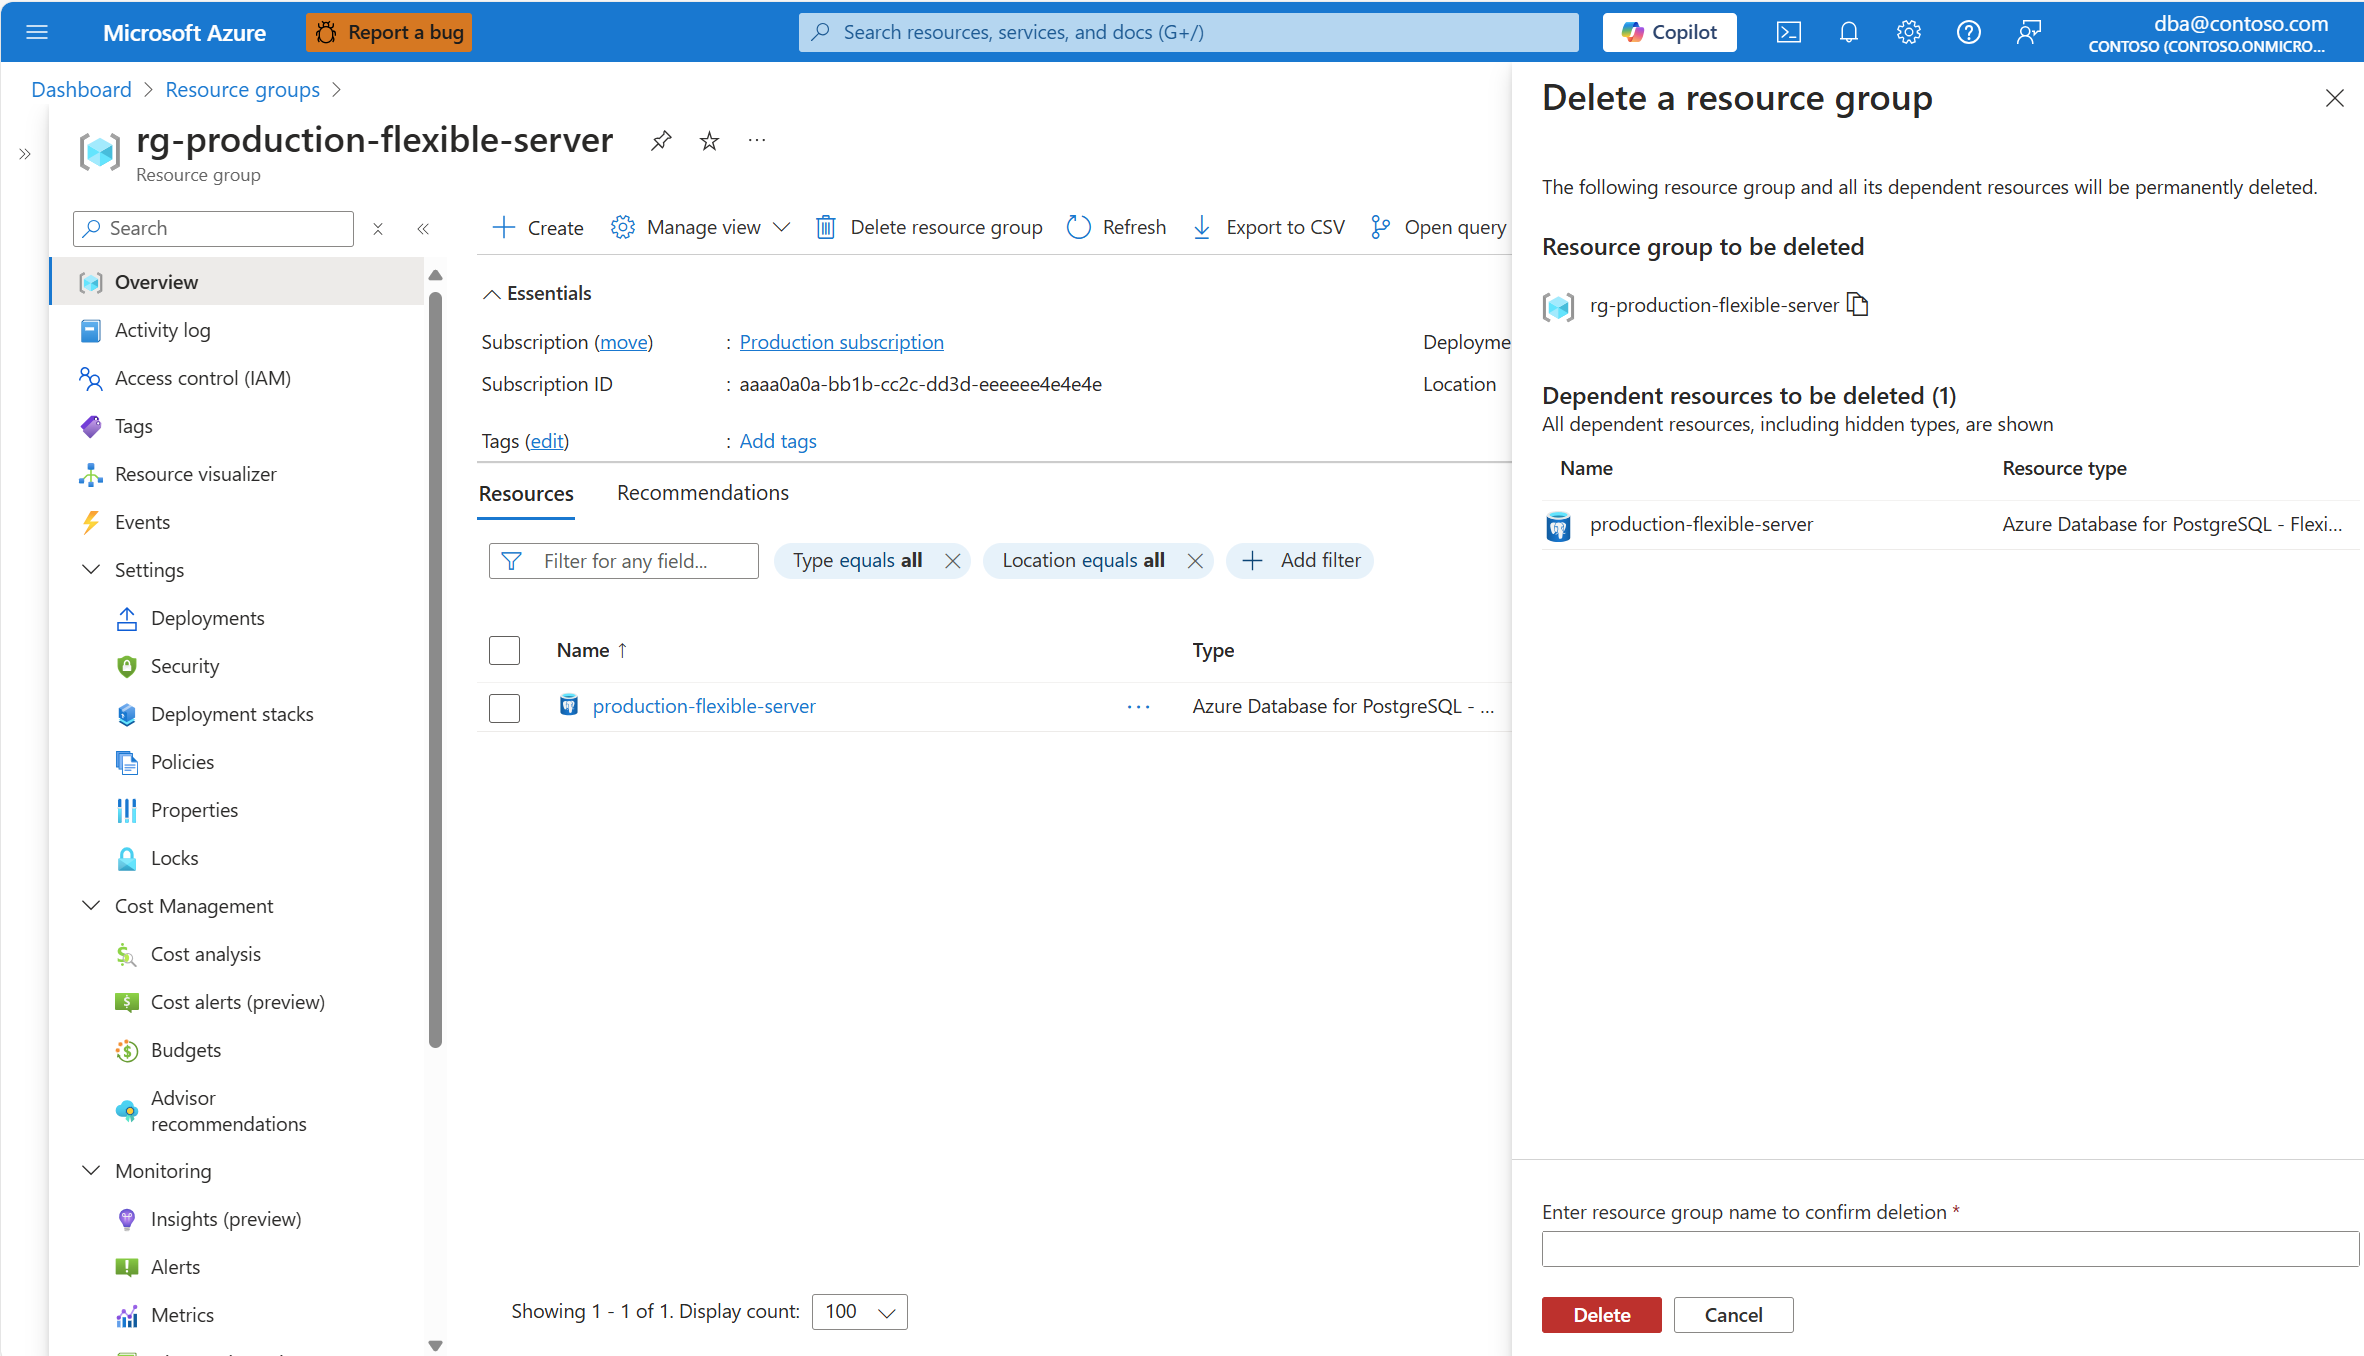 Microsoft Azure
Report a bug
Search resources, services, and docs (G+/)
Copilot
dba@contoso.com
CONTOSO (CONTOSO.ONMICRO...
Dashboard
Resource groups
rg-production-flexible-server
Resource group
Search
Overview
Activity log
Access control (IAM)
Tags
Resource visualizer
Events
Settings
Deployments
Security
Deployment stacks
Policies
Properties
Locks
Cost Management
Cost analysis
Cost alerts (preview)
Budgets
Advisor
recommendations
Monitoring
Insights (preview)
Alerts
Metrics
Create
Manage view
Delete resource group
Refresh
Export to CSV
Open query
Essentials
Subscription (move) : Production subscription
Deployme
Subscription ID : aaaa0a0a-bb1b-cc2c-dd3d-eeeeee4e4e4e
Location
Tags (edit) : Add tags
Resources
Recommendations
Filter for any field...
Type equals all
Location equals all
Add filter
Name ↑
Type
production-flexible-server
Azure Database for PostgreSQL - ...
Showing 1 - 1 of 1. Display count: 100
Delete a resource group
The following resource group and all its dependent resources will be permanently deleted.
Resource group to be deleted
rg-production-flexible-server
Dependent resources to be deleted (1)
All dependent resources, including hidden types, are shown
Name
Resource type
production-flexible-server
Azure Database for PostgreSQL - Flexi...
Enter resource group name to confirm deletion *
Delete
Cancel